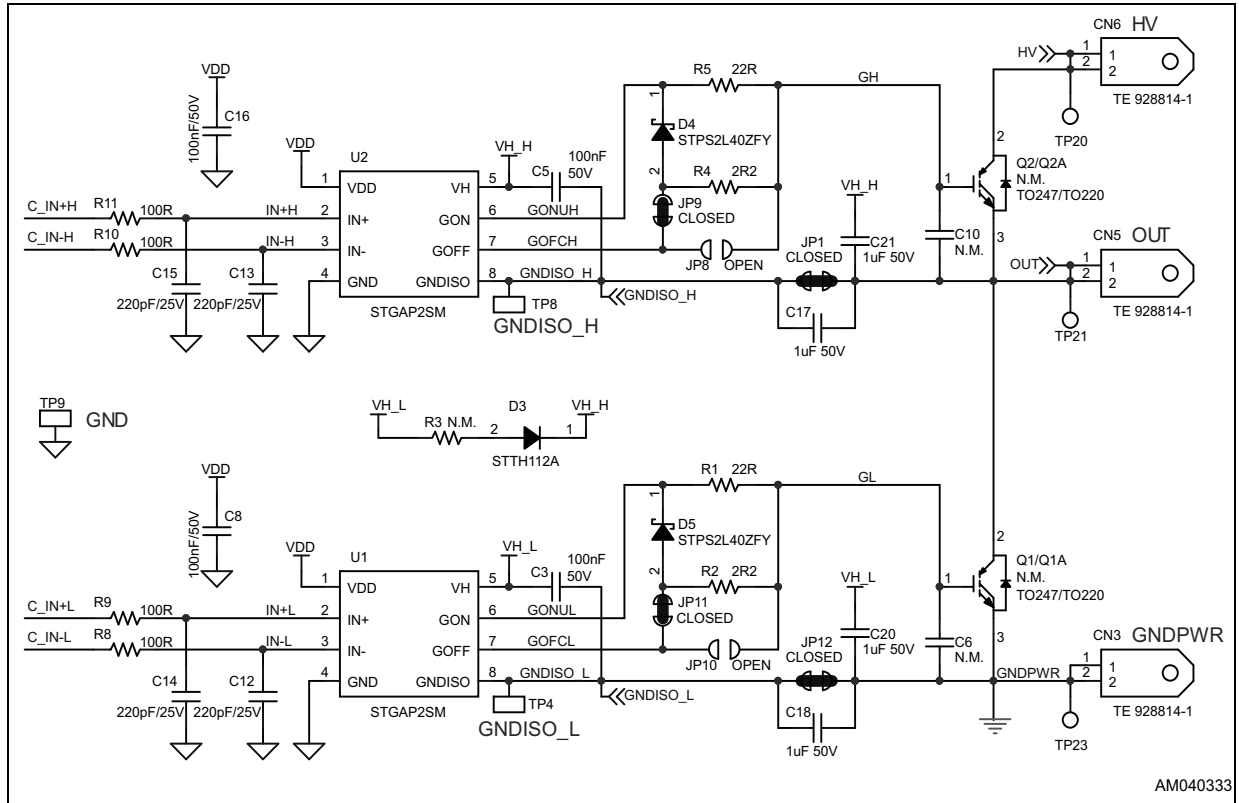 CN6 HV
HV
1
2
1
2
TE 928814-1
TP20
VDD
100nF/50V
C16
R5 22R
GH
1
D4
STPS2L40ZFY
2
R4 2R2
JP9
CLOSED
JP8 OPEN
VDD
U2
VH_H
C5
100nF
50V
1
2
3
4
VDD
IN+
IN-
GND
VH
GON
GOFF
GNDISO
5
6
7
8
GONUH
GOFCH
GNDISO_H
STGAP2SM
C_IN+H
R11
100R
IN+H
C_IN-H
R10
100R
IN-H
C15
220pF/25V
C13
220pF/25V
TP8
GNDISO_H
GNDISO_H
VH_H
C21
1uF 50V
JP1
CLOSED
C17
1uF 50V
C10
N.M.
2
1
3
Q2/Q2A
N.M.
TO247/TO220
CN5 OUT
OUT
1
2
1
2
TE 928814-1
TP21
TP9
GND
VH_L
R3 N.M.
2
D3
1
VH_H
STTH112A
VDD
100nF/50V
C8
R1 22R
GL
1
D5
STPS2L40ZFY
2
R2 2R2
JP11
CLOSED
JP10 OPEN
VDD
U1
VH_L
C3
100nF
50V
1
2
3
4
VDD
IN+
IN-
GND
VH
GON
GOFF
GNDISO
5
6
7
8
GONUL
GOFCL
GNDISO_L
STGAP2SM
C_IN+L
R9
100R
IN+L
C_IN-L
R8
100R
IN-L
C14
220pF/25V
C12
220pF/25V
TP4
GNDISO_L
GNDISO_L
VH_L
C20
1uF 50V
JP12
CLOSED
C18
1uF 50V
C6
N.M.
2
1
3
Q1/Q1A
N.M.
TO247/TO220
CN3 GNDPWR
GNDPWR
1
2
1
2
TE 928814-1
TP23
AM040333